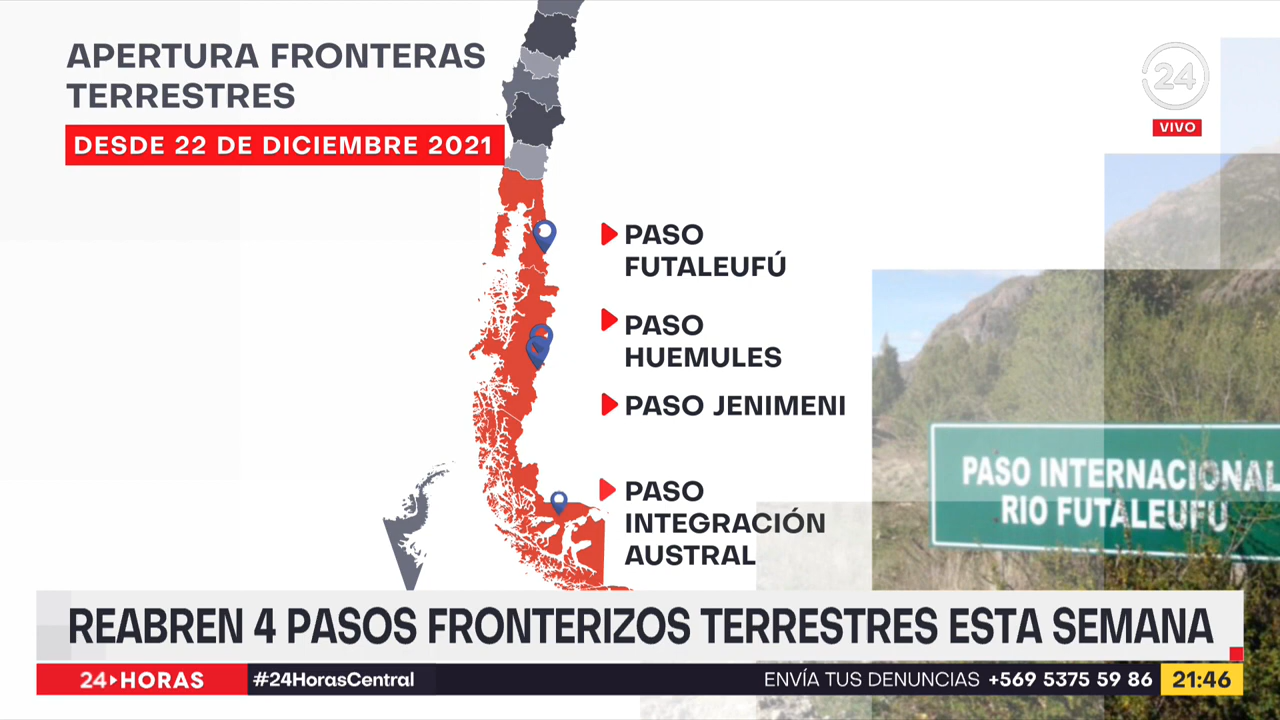 APERTURA FRONTERAS
TERRESTRES
DESDE 22 DE DICIEMBRE 2021
24
VIVO
PASO
FUTALEUFÚ
PASO
HUEMULES
PASO JENIMENI
PASO
INTEGRACIÓN
AUSTRAL
PASO INTERNACIONAL
RIO FUTALEUFU
REABREN 4 PASOS FRONTERIZOS TERRESTRES ESTA SEMANA
24 HORAS
#24HorasCentral
ENVÍA TUS DENUNCIAS +569 5375 59 86
21:46